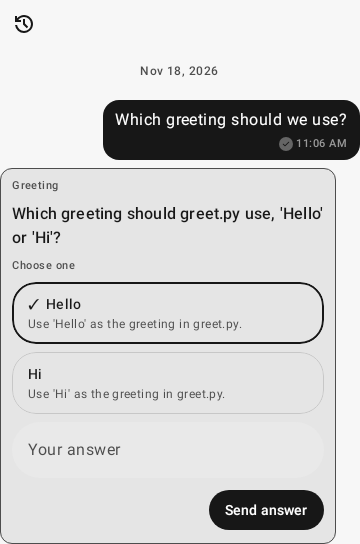 Nov 18, 2026
Which greeting should we use?
11:06 AM
Greeting
Which greeting should greet.py use, 'Hello'
or 'Hi'?
Choose one
✓ Hello
Use 'Hello' as the greeting in greet.py.
Hi
Use 'Hi' as the greeting in greet.py.
Your answer
Send answer